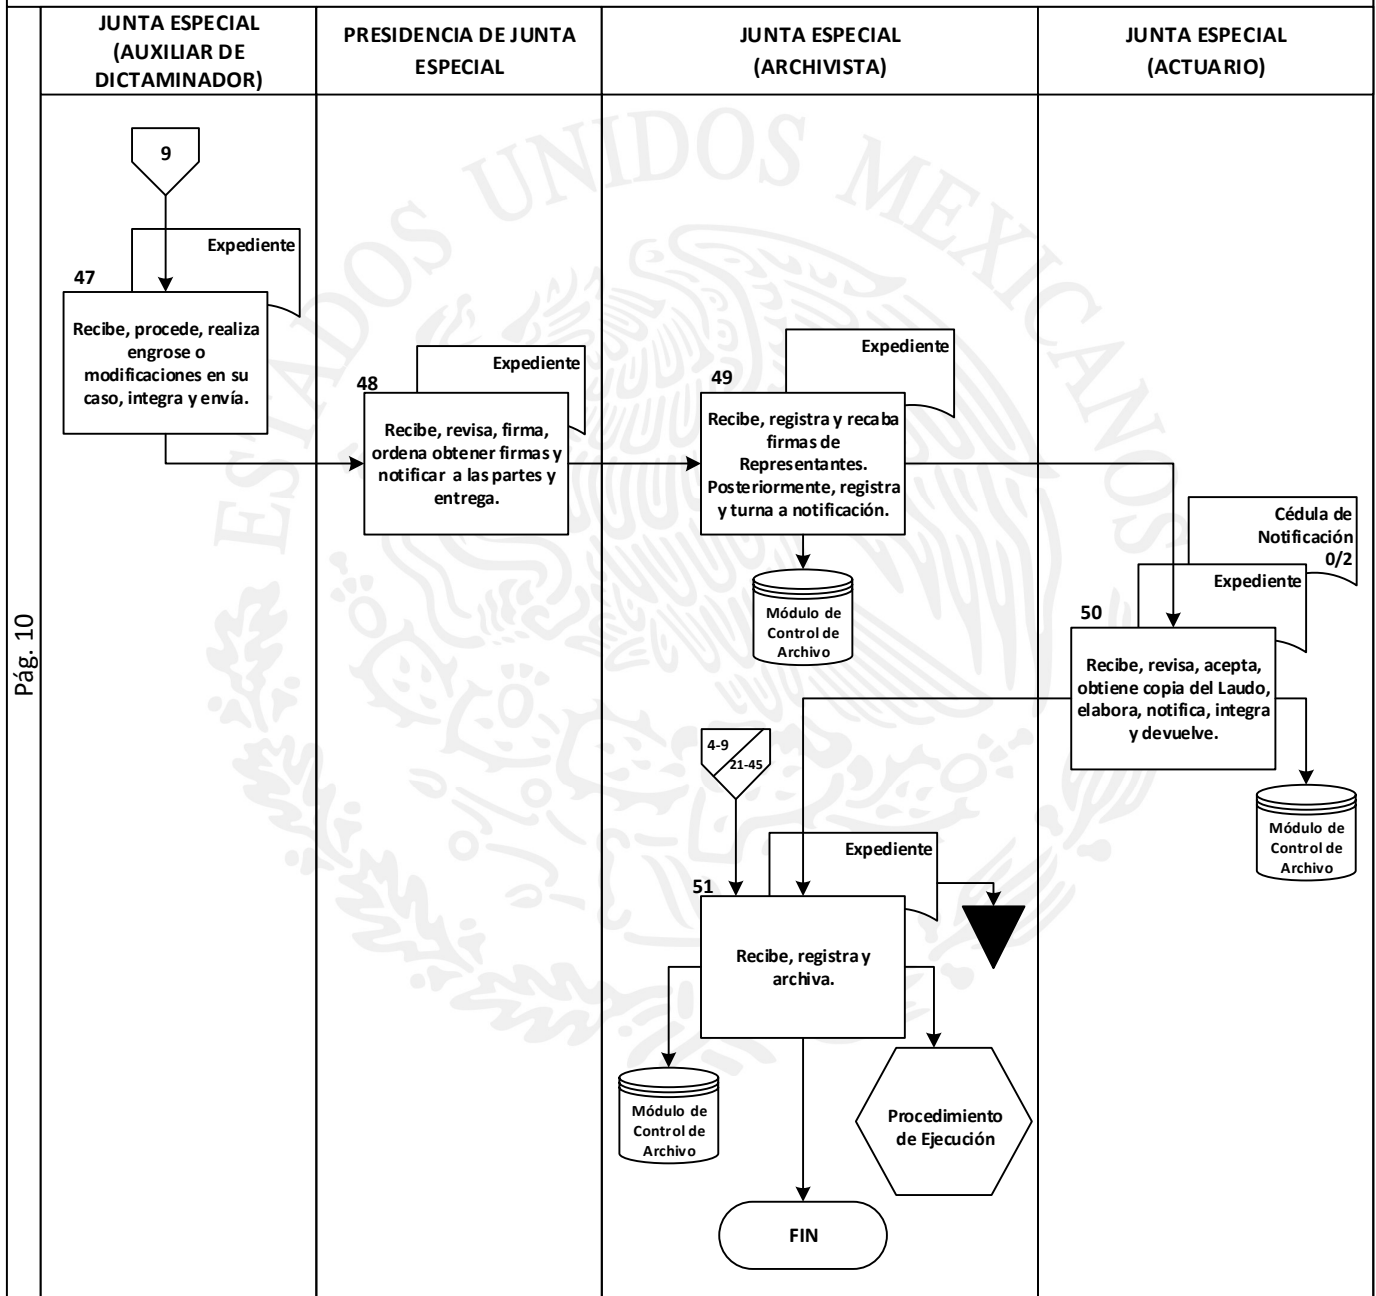 JUNTA ESPECIAL
(AUXILIAR DE
DICTAMINADOR)
PRESIDENCIA DE JUNTA
ESPECIAL
JUNTA ESPECIAL
(ARCHIVISTA)
JUNTA ESPECIAL
(ACTUARIO)
Pág. 10
ESTADOS UNIDOS MEXICANOS
9
Expediente
47
Recibe, procede, realiza
engrose o
modificaciones en su
caso, integra y envía.
Expediente
48
Recibe, revisa, firma,
ordena obtener firmas y
notificar a las partes y
entrega.
Expediente
49
Recibe, registra y recaba
firmas de
Representantes.
Posteriormente, registra
y turna a notificación.
Módulo de
Control de
Archivo
Cédula de
Notificación
0/2
Expediente
50
Recibe, revisa, acepta,
obtiene copia del Laudo,
elabora, notifica, integra
y devuelve.
Módulo de
Control de
Archivo
4-9
21-45
Expediente
51
Recibe, registra y
archiva.
Módulo de
Control de
Archivo
Procedimiento
de Ejecución
FIN